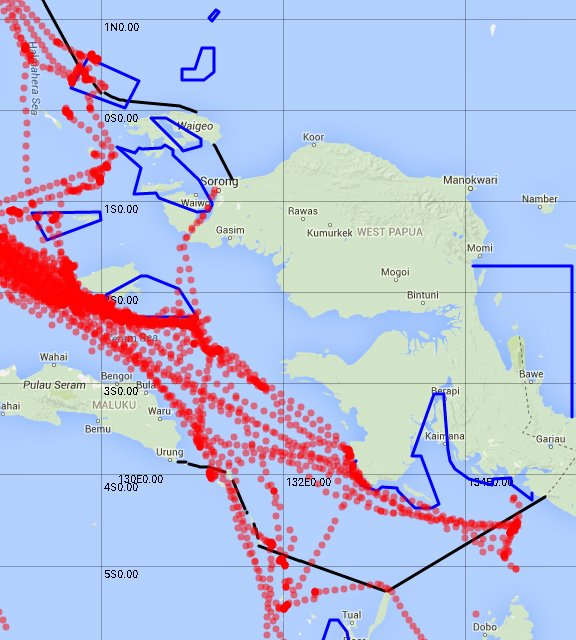 1N0.00
Halmahera Sea
0S0.00
Waigeo
Koor
Sorong
Manokwari
Waiwo
1S0.00
Namber
Rawas
Gasim
Kumurkek
WEST PAPUA
Momi
Mogoi
Bintuni
2S0.00
Ceram Sea
Wahai
Bengoi
Bula
Bawe
Pulau Seram
3S0.00
Berapi
MALUKU
ahai
Waru
Bemu
Kaimana
Gariau
Urung
130E0.00
132E0.00
134E0.00
4S0.00
5S0.00
Tual
Dobo